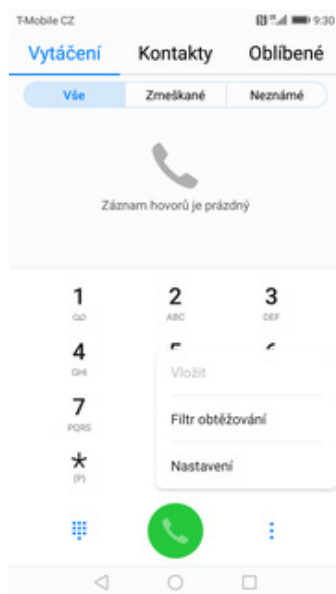 T-Mobile CZ 9:30
Vytáčení Kontakty Oblíbené
Vše Zmeškané Neznámé
Záznam hovorů je prázdný
1 2 3
ABC DEF
4
GHI
Vložit
7
PQRS
Filtr obtěžování
*
(P)
Nastavení